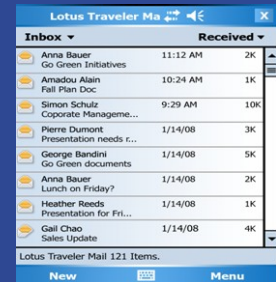 Lotus Traveler Ma
Inbox Received
Anna Bauer 11:12 AM 2K
Go Green Initiatives
Amadou Alain 10:24 AM 1K
Fall Plan Doc
Simon Schulz 9:29 AM 10K
Coporate Manageme...
Pierre Dumont 1/14/08 3K
Presentation needs r...
George Bandini 1/14/08 5K
Go Green documents
Anna Bauer 1/14/08 2K
Lunch on Friday?
Heather Reeds 1/14/08 1K
Presentation for Fri...
Gail Chao 1/14/08 4K
Sales Update
Lotus Traveler Mail 121 Items.
New Menu